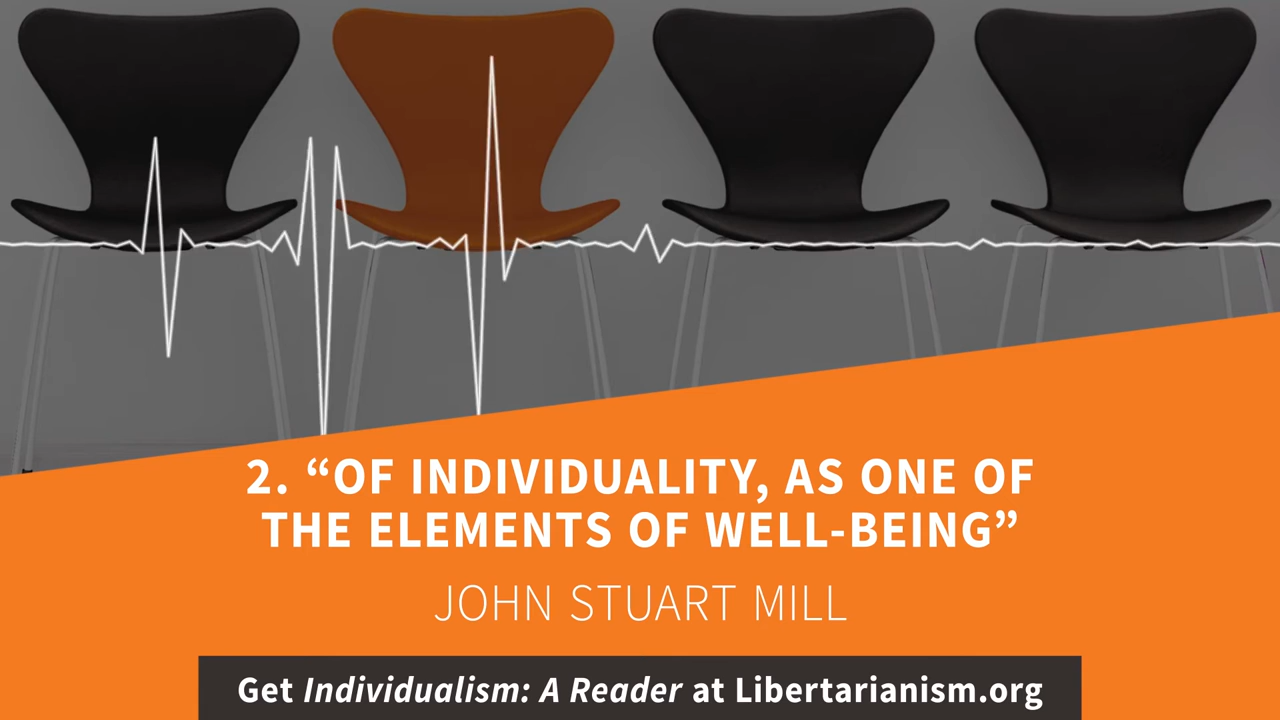 2. “OF INDIVIDUALITY, AS ONE OF
THE ELEMENTS OF WELL-BEING”
JOHN STUART MILL
Get Individualism: A Reader at Libertarianism.org